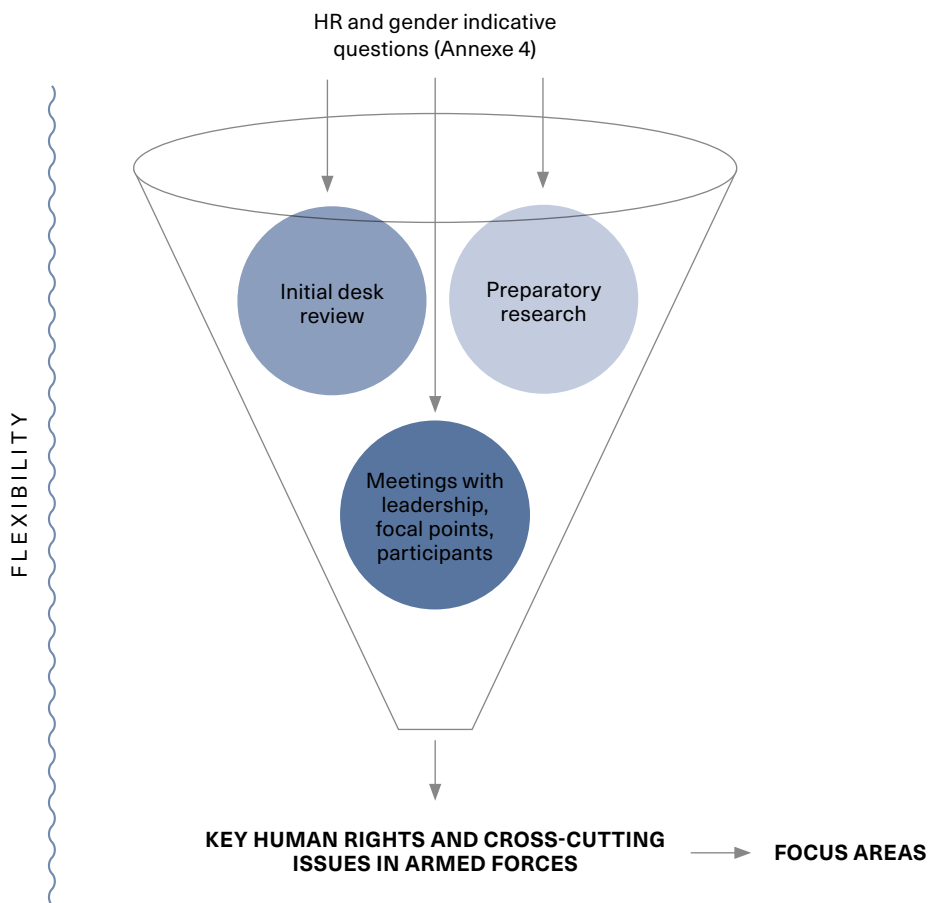 HR and gender indicative
questions (Annexe 4)
Initial desk
review
Preparatory
research
Meetings with
leadership,
focal points,
participants
FLEXIBILITY
KEY HUMAN RIGHTS AND CROSS-CUTTING
ISSUES IN ARMED FORCES
FOCUS AREAS